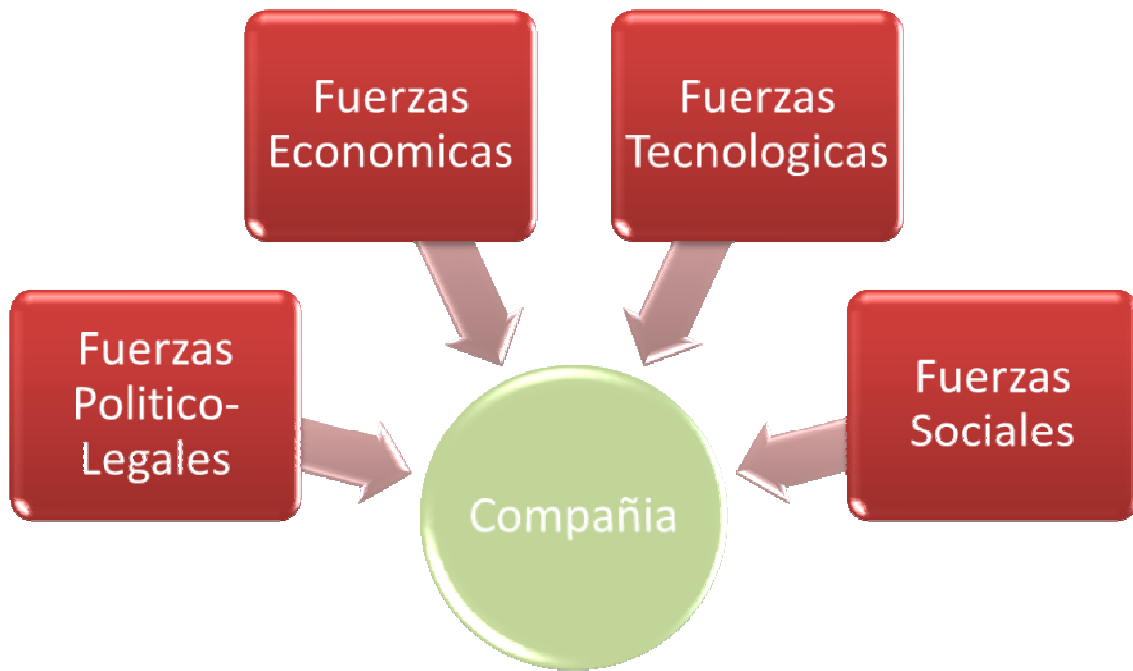 Fuerzas
Economicas
Fuerzas
Tecnologicas
Fuerzas
Politico-
Legales
Fuerzas
Sociales
Compañia